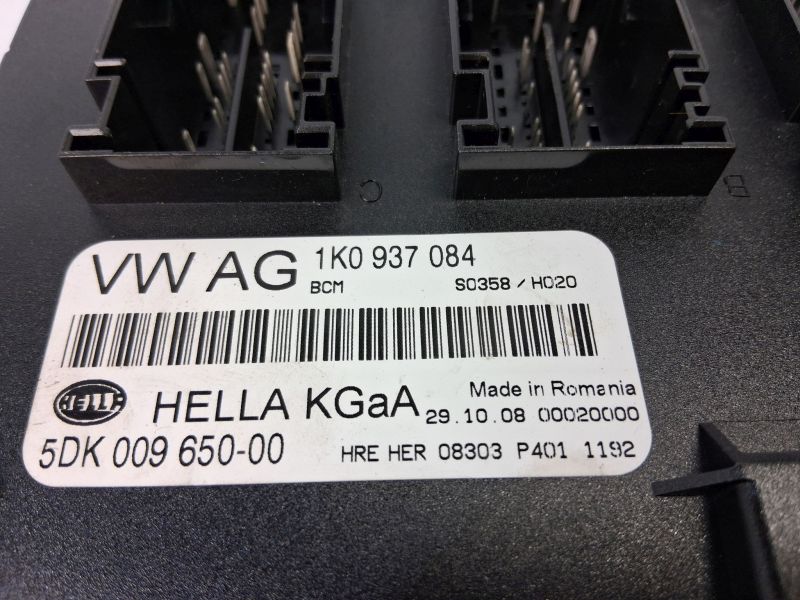 C
B
VW AG 1K0 937 084
BCM S0358 / H020
HELLA
HELLA KGaA Made in Romania
29.10.08 00020000
5DK 009 650-00 HRE HER 08303 P401 1192